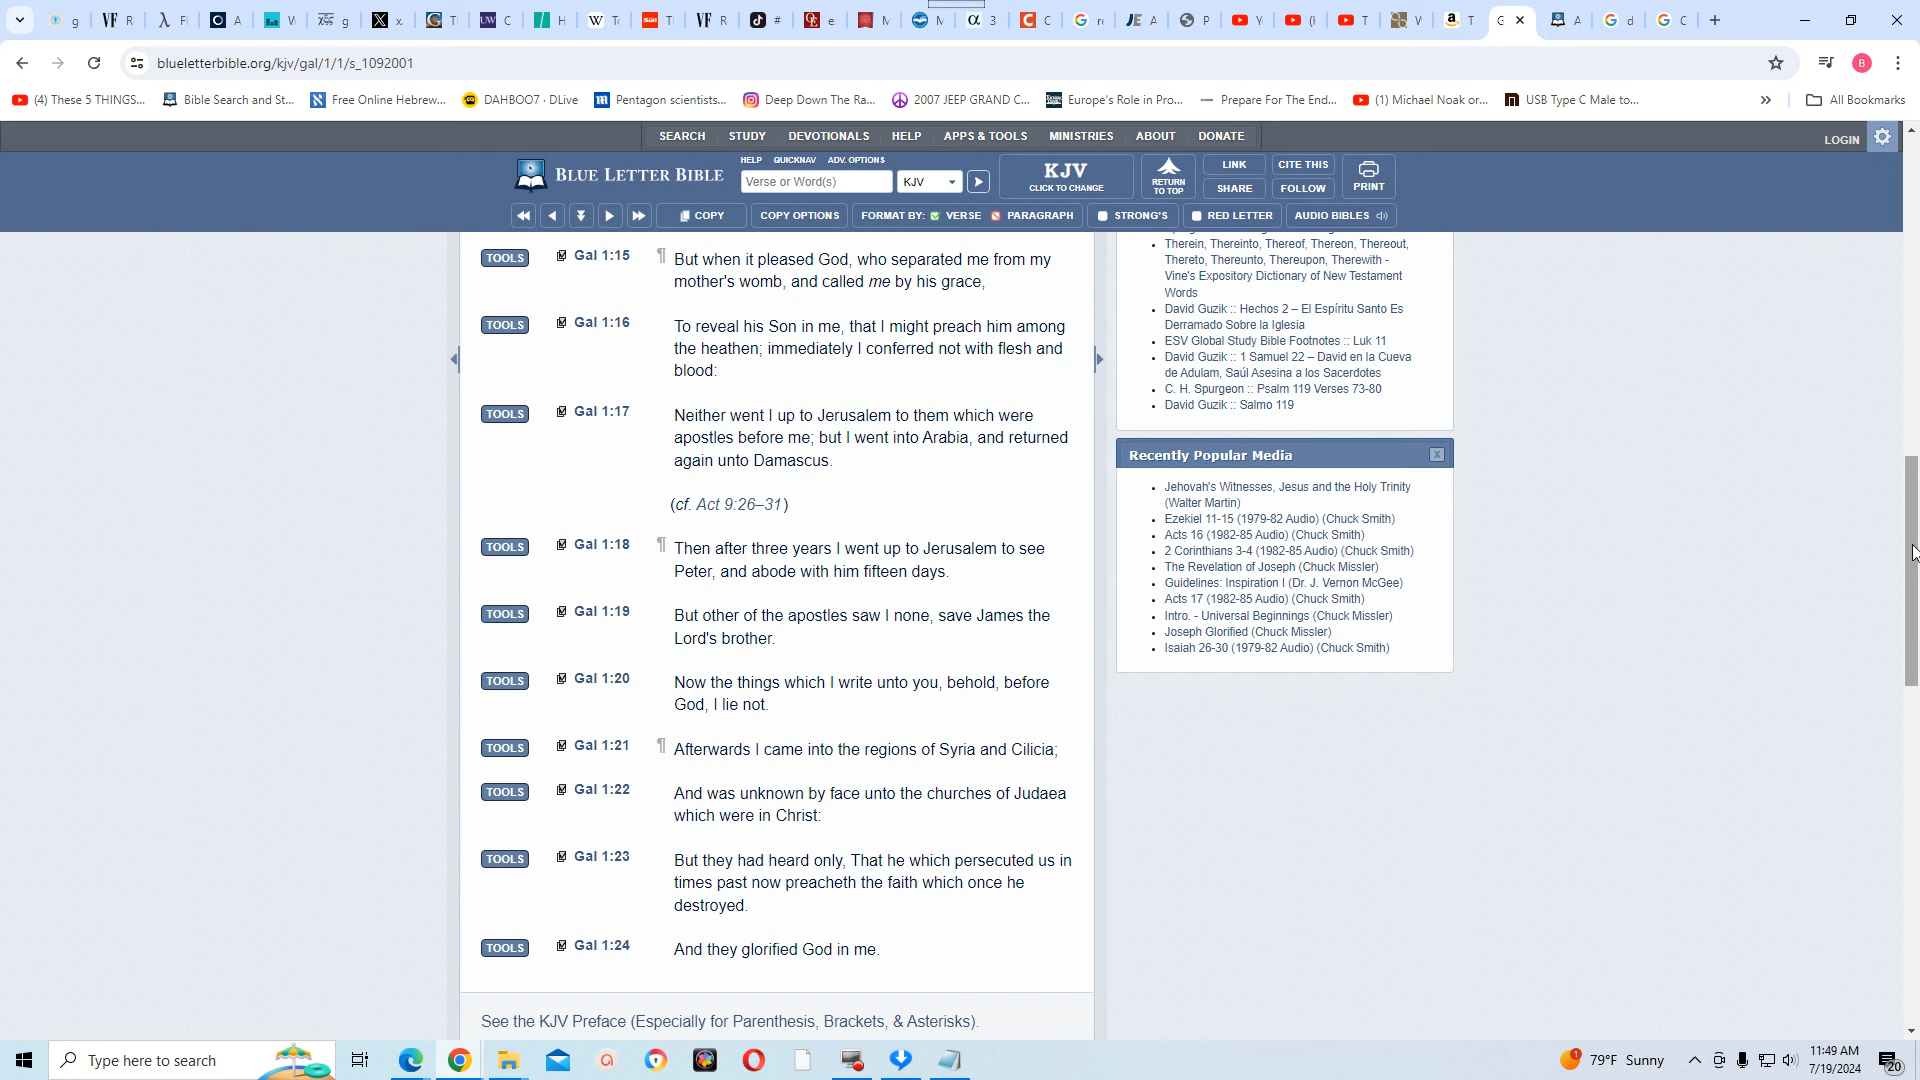 blueletterbible.org/kjv/gal/1/1/s_1092001
(4) These 5 THINGS...
Bible Search and St...
Free Online Hebrew...
DAHBOO7 · DLive
Pentagon scientists...
Deep Down The Ra...
2007 JEEP GRAND C...
Europe's Role in Pro...
Prepare For The End...
(1) Michael Noak or...
USB Type C Male to...
All Bookmarks
SEARCH STUDY DEVOTIONALS HELP APPS & TOOLS MINISTRIES ABOUT DONATE
LOGIN
BLUE LETTER BIBLE
HELP QUICKNAV ADV. OPTIONS
Verse or Word(s)
KJV
KJV
CLICK TO CHANGE
RETURN
TO TOP
LINK
CITE THIS
SHARE
FOLLOW
PRINT
COPY
COPY OPTIONS
FORMAT BY: VERSE PARAGRAPH
STRONG'S
RED LETTER
AUDIO BIBLES
TOOLS Gal 1:15 ¶ But when it pleased God, who separated me from my
mother's womb, and called me by his grace,
TOOLS Gal 1:16 To reveal his Son in me, that I might preach him among
the heathen; immediately I conferred not with flesh and
blood:
TOOLS Gal 1:17 Neither went I up to Jerusalem to them which were
apostles before me; but I went into Arabia, and returned
again unto Damascus.
(cf. Act 9:26–31)
TOOLS Gal 1:18 ¶ Then after three years I went up to Jerusalem to see
Peter, and abode with him fifteen days.
TOOLS Gal 1:19 But other of the apostles saw I none, save James the
Lord's brother.
TOOLS Gal 1:20 Now the things which I write unto you, behold, before
God, I lie not.
TOOLS Gal 1:21 ¶ Afterwards I came into the regions of Syria and Cilicia;
TOOLS Gal 1:22 And was unknown by face unto the churches of Judaea
which were in Christ:
TOOLS Gal 1:23 But they had heard only, That he which persecuted us in
times past now preacheth the faith which once he
destroyed.
TOOLS Gal 1:24 And they glorified God in me.
See the KJV Preface (Especially for Parenthesis, Brackets, & Asterisks).
Therein, Thereinto, Thereof, Thereon, Thereout,
Thereto, Thereunto, Thereupon, Therewith -
Vine's Expository Dictionary of New Testament
Words
David Guzik :: Hechos 2 – El Espíritu Santo Es
Derramado Sobre la Iglesia
ESV Global Study Bible Footnotes :: Luk 11
David Guzik :: 1 Samuel 22 – David en la Cueva
de Adulam, Saúl Asesina a los Sacerdotes
C. H. Spurgeon :: Psalm 119 Verses 73-80
David Guzik :: Salmo 119
Recently Popular Media
x
Jehovah's Witnesses, Jesus and the Holy Trinity
(Walter Martin)
Ezekiel 11-15 (1979-82 Audio) (Chuck Smith)
Acts 16 (1982-85 Audio) (Chuck Smith)
2 Corinthians 3-4 (1982-85 Audio) (Chuck Smith)
The Revelation of Joseph (Chuck Missler)
Guidelines: Inspiration I (Dr. J. Vernon McGee)
Acts 17 (1982-85 Audio) (Chuck Smith)
Intro. - Universal Beginnings (Chuck Missler)
Joseph Glorified (Chuck Missler)
Isaiah 26-30 (1979-82 Audio) (Chuck Smith)
Type here to search
79°F Sunny
11:49 AM
7/19/2024
20